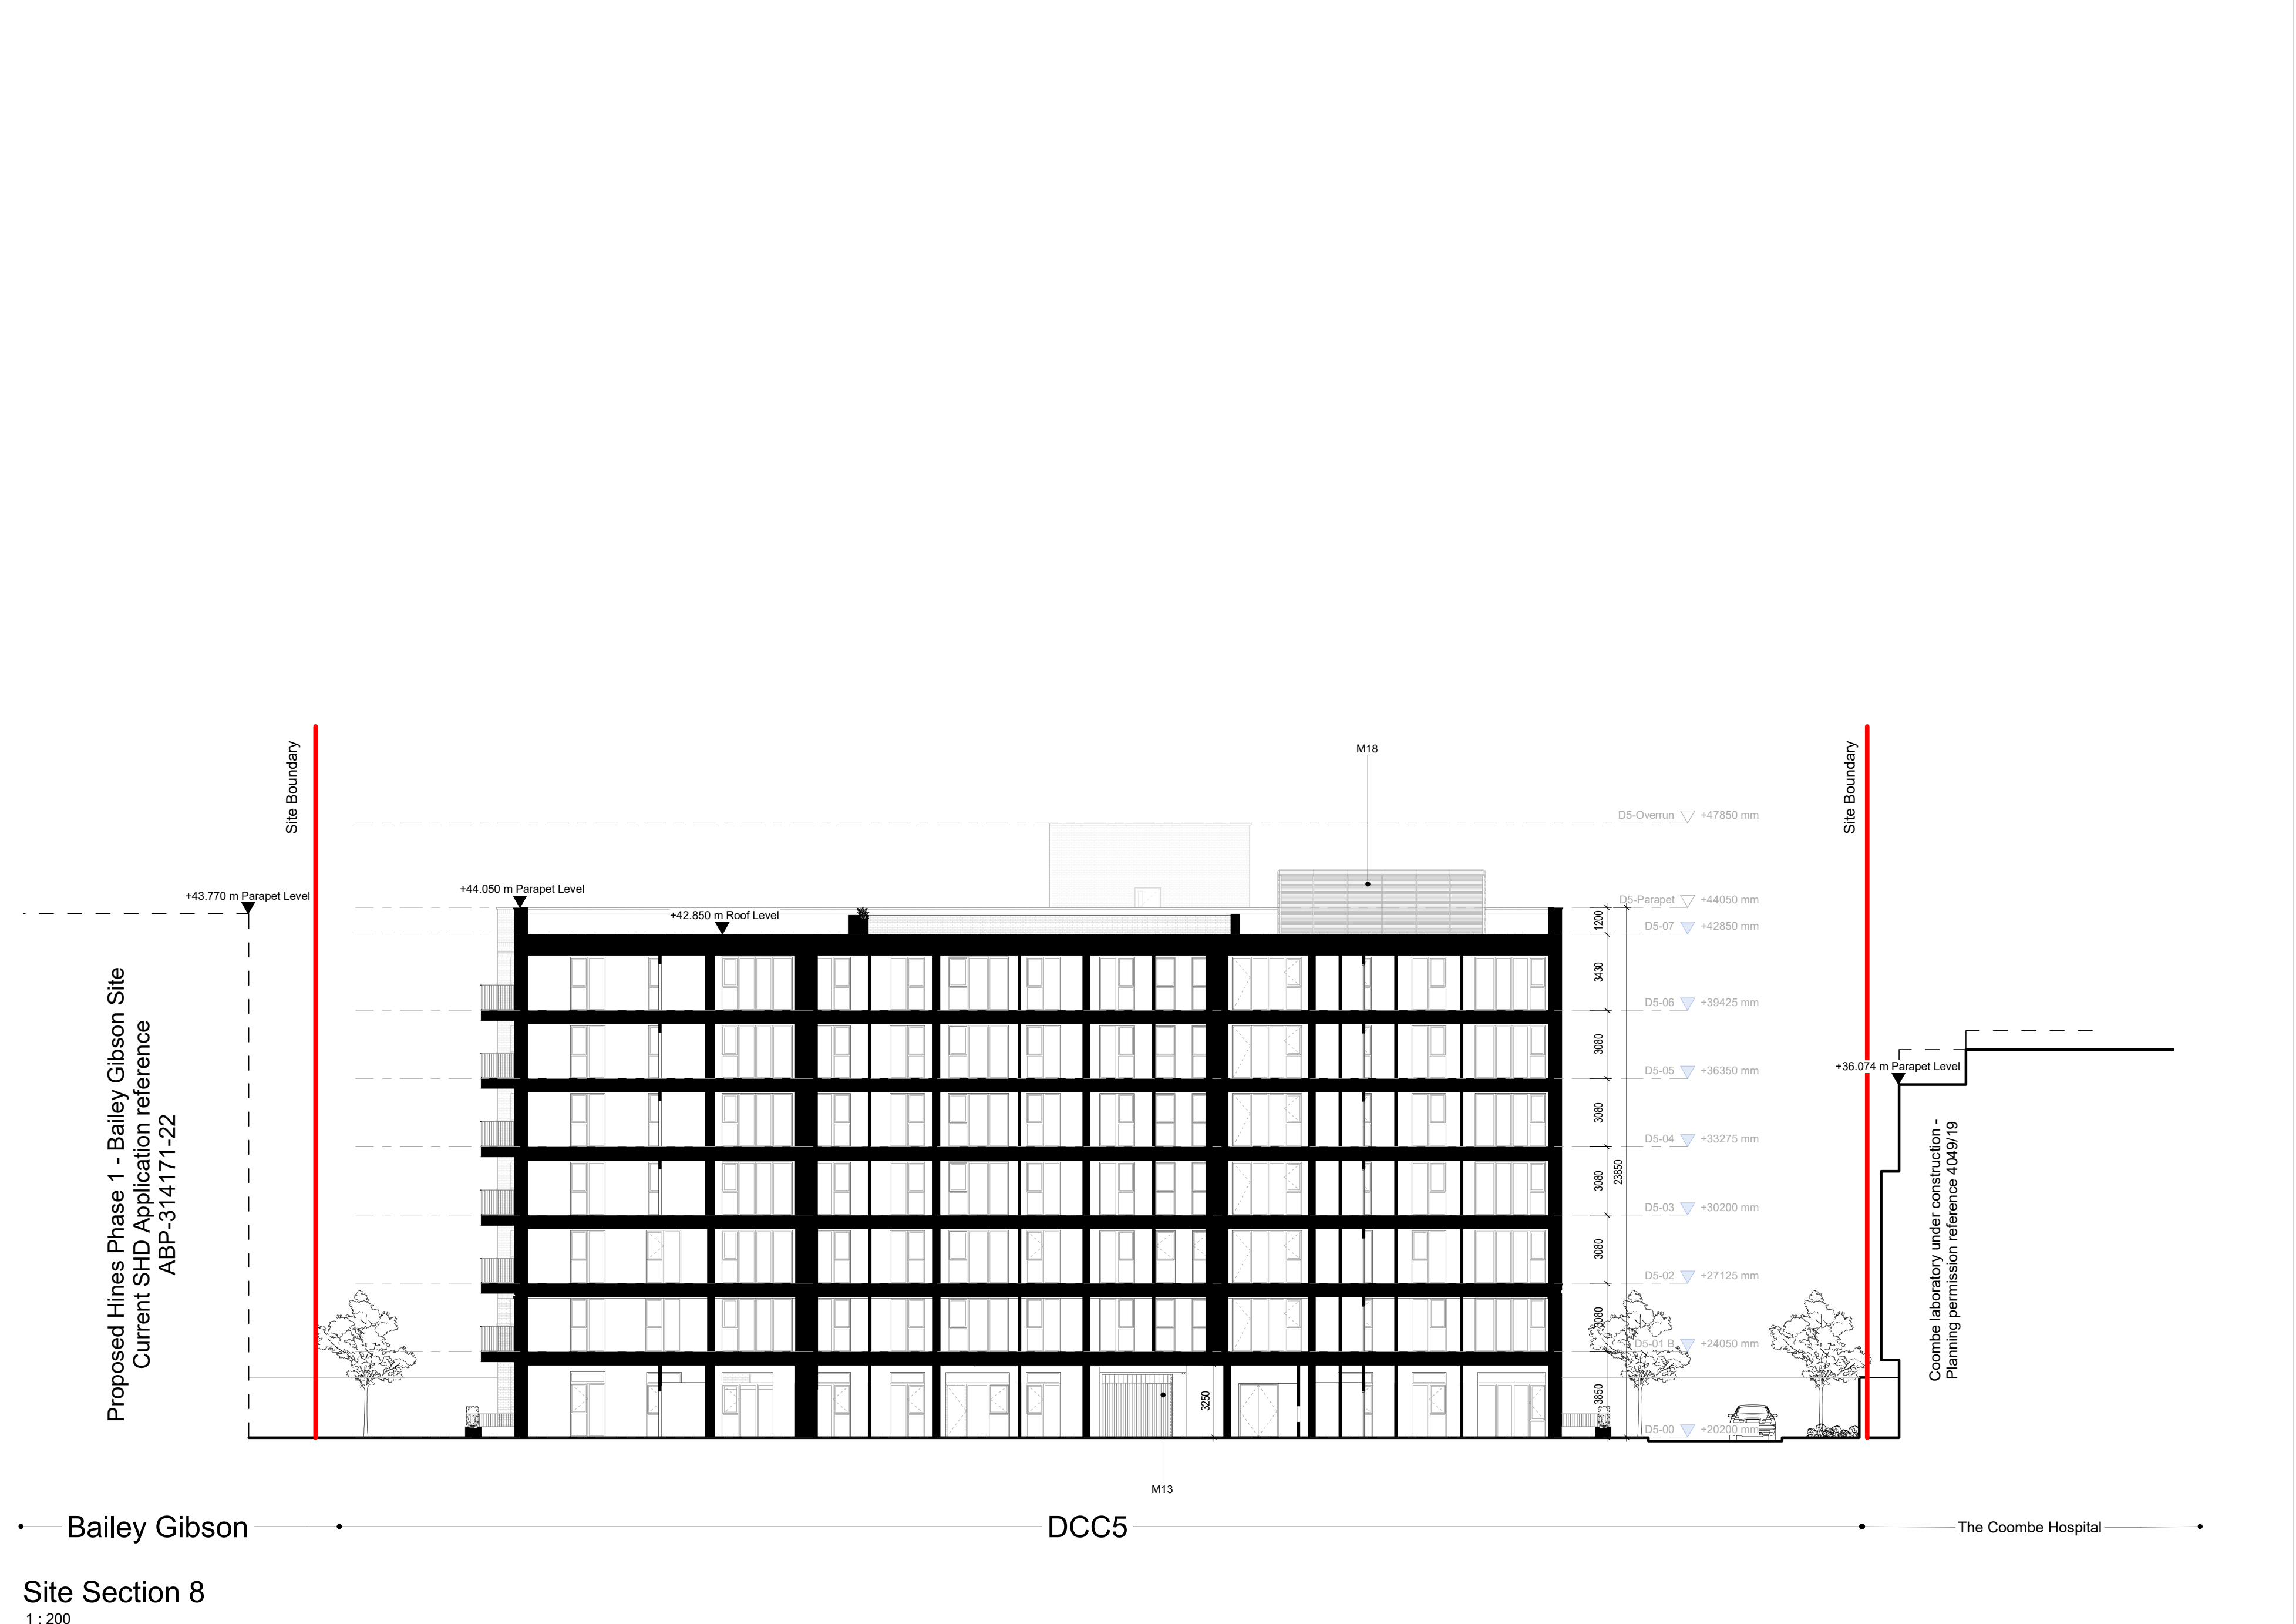 M18
Site Boundary
Site Boundary
D5-Overrun +47850 mm
+43.770 m Parapet Level
+44.050 m Parapet Level
D5-Parapet +44050 mm
+42.850 m Roof Level
1200
D5-07 +42850 mm
3430
D5-06 +39425 mm
3080
D5-05 +36350 mm
+36.074 m Parapet Level
3080
D5-04 +33275 mm
3080
23850
D5-03 +30200 mm
3080
D5-02 +27125 mm
3080
D5-01 B +24050 mm
3250
3850
D5-00 +20200 mm
Proposed Hines Phase 1 - Bailey Gibson Site
Current SHD Application reference
ABP-314171-22
Coombe laboratory under construction -
Planning permission reference 4049/19
M13
Bailey Gibson
DCC5
The Coombe Hospital
Site Section 8
1 : 200